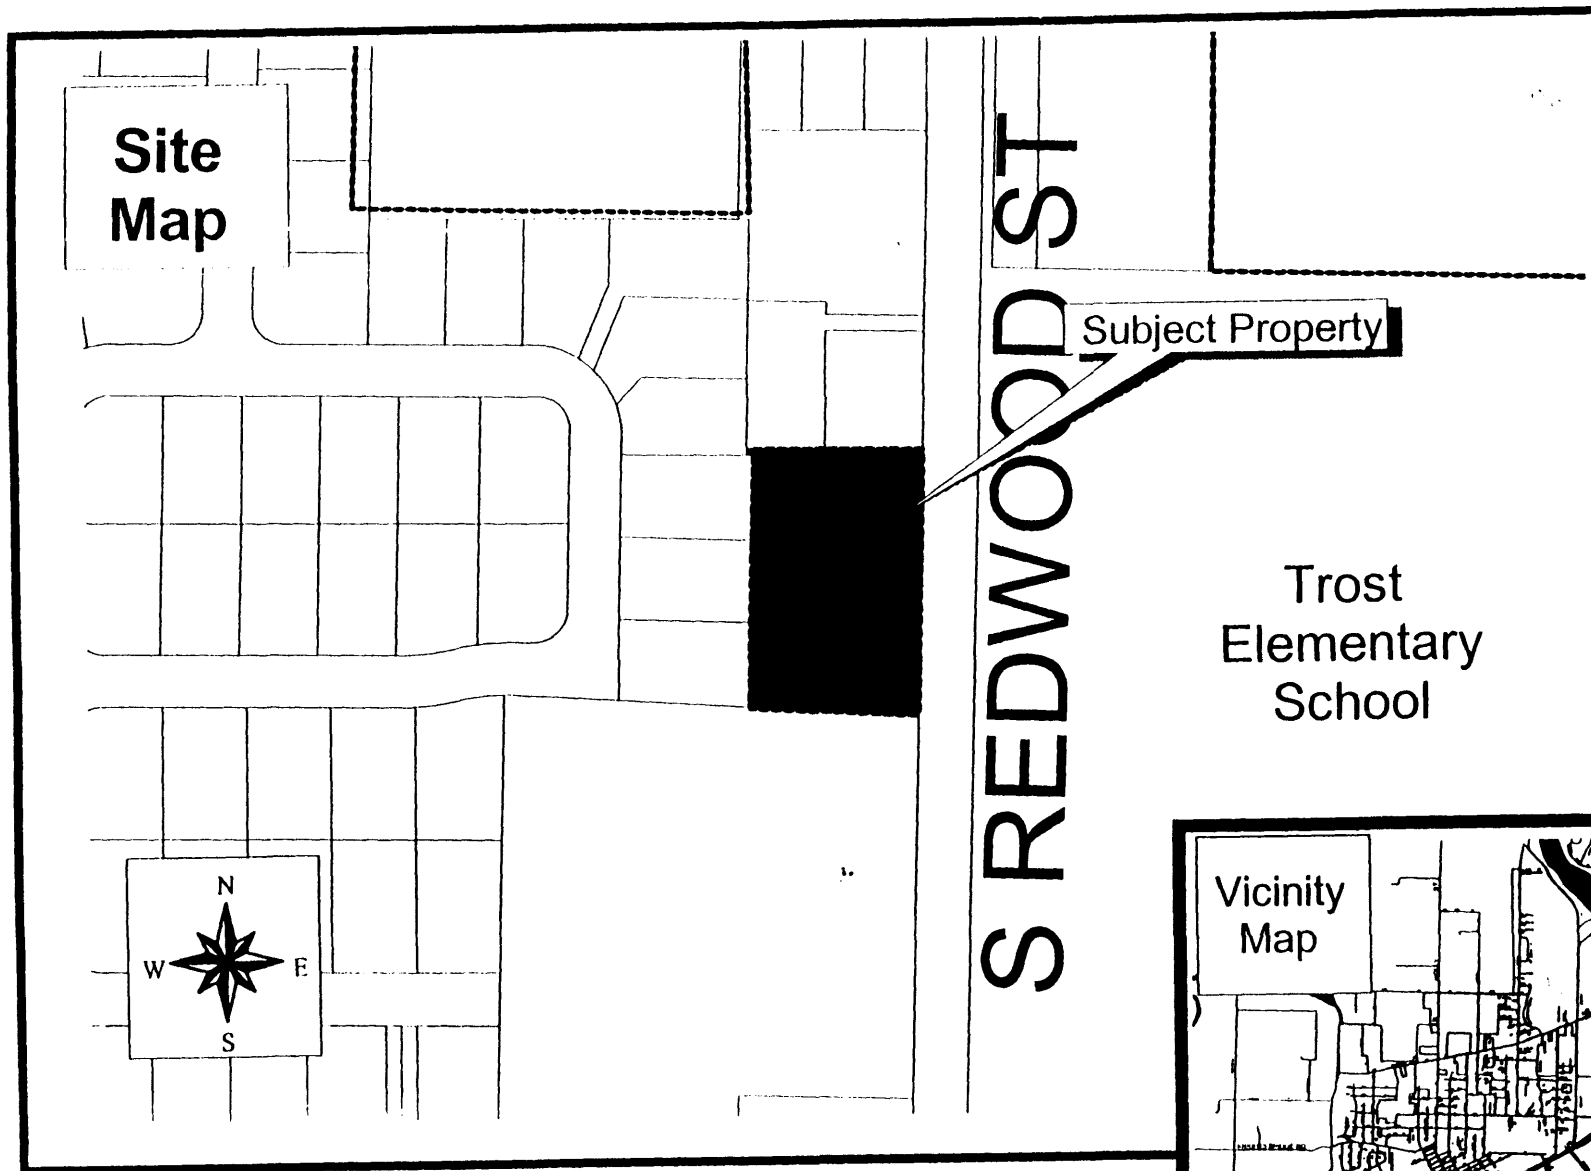 Site
Map
S REDWOOD ST
Subject Property
Trost
Elementary
School
N
W E
S
Vicinity
Map